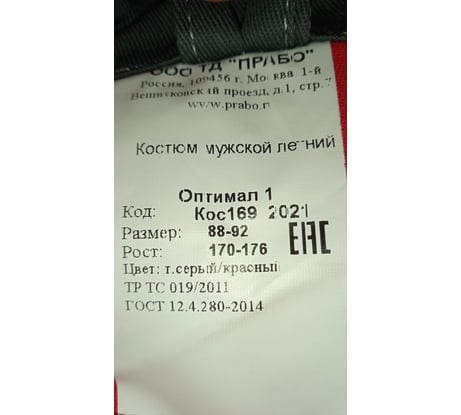 ООО ТД "ПРАБО"
Россия, 109456 г. Москва 1-й
Вешняковский проезд, д.1, стр.
www.prabo.ru
Костюм мужской летний
Оптимал 1
Код: Кос169 2021
Размер: 88-92
Рост: 170-176
Цвет: т.серый/красный
ТР ТС 019/2011
ГОСТ 12.4.280-2014
EAC